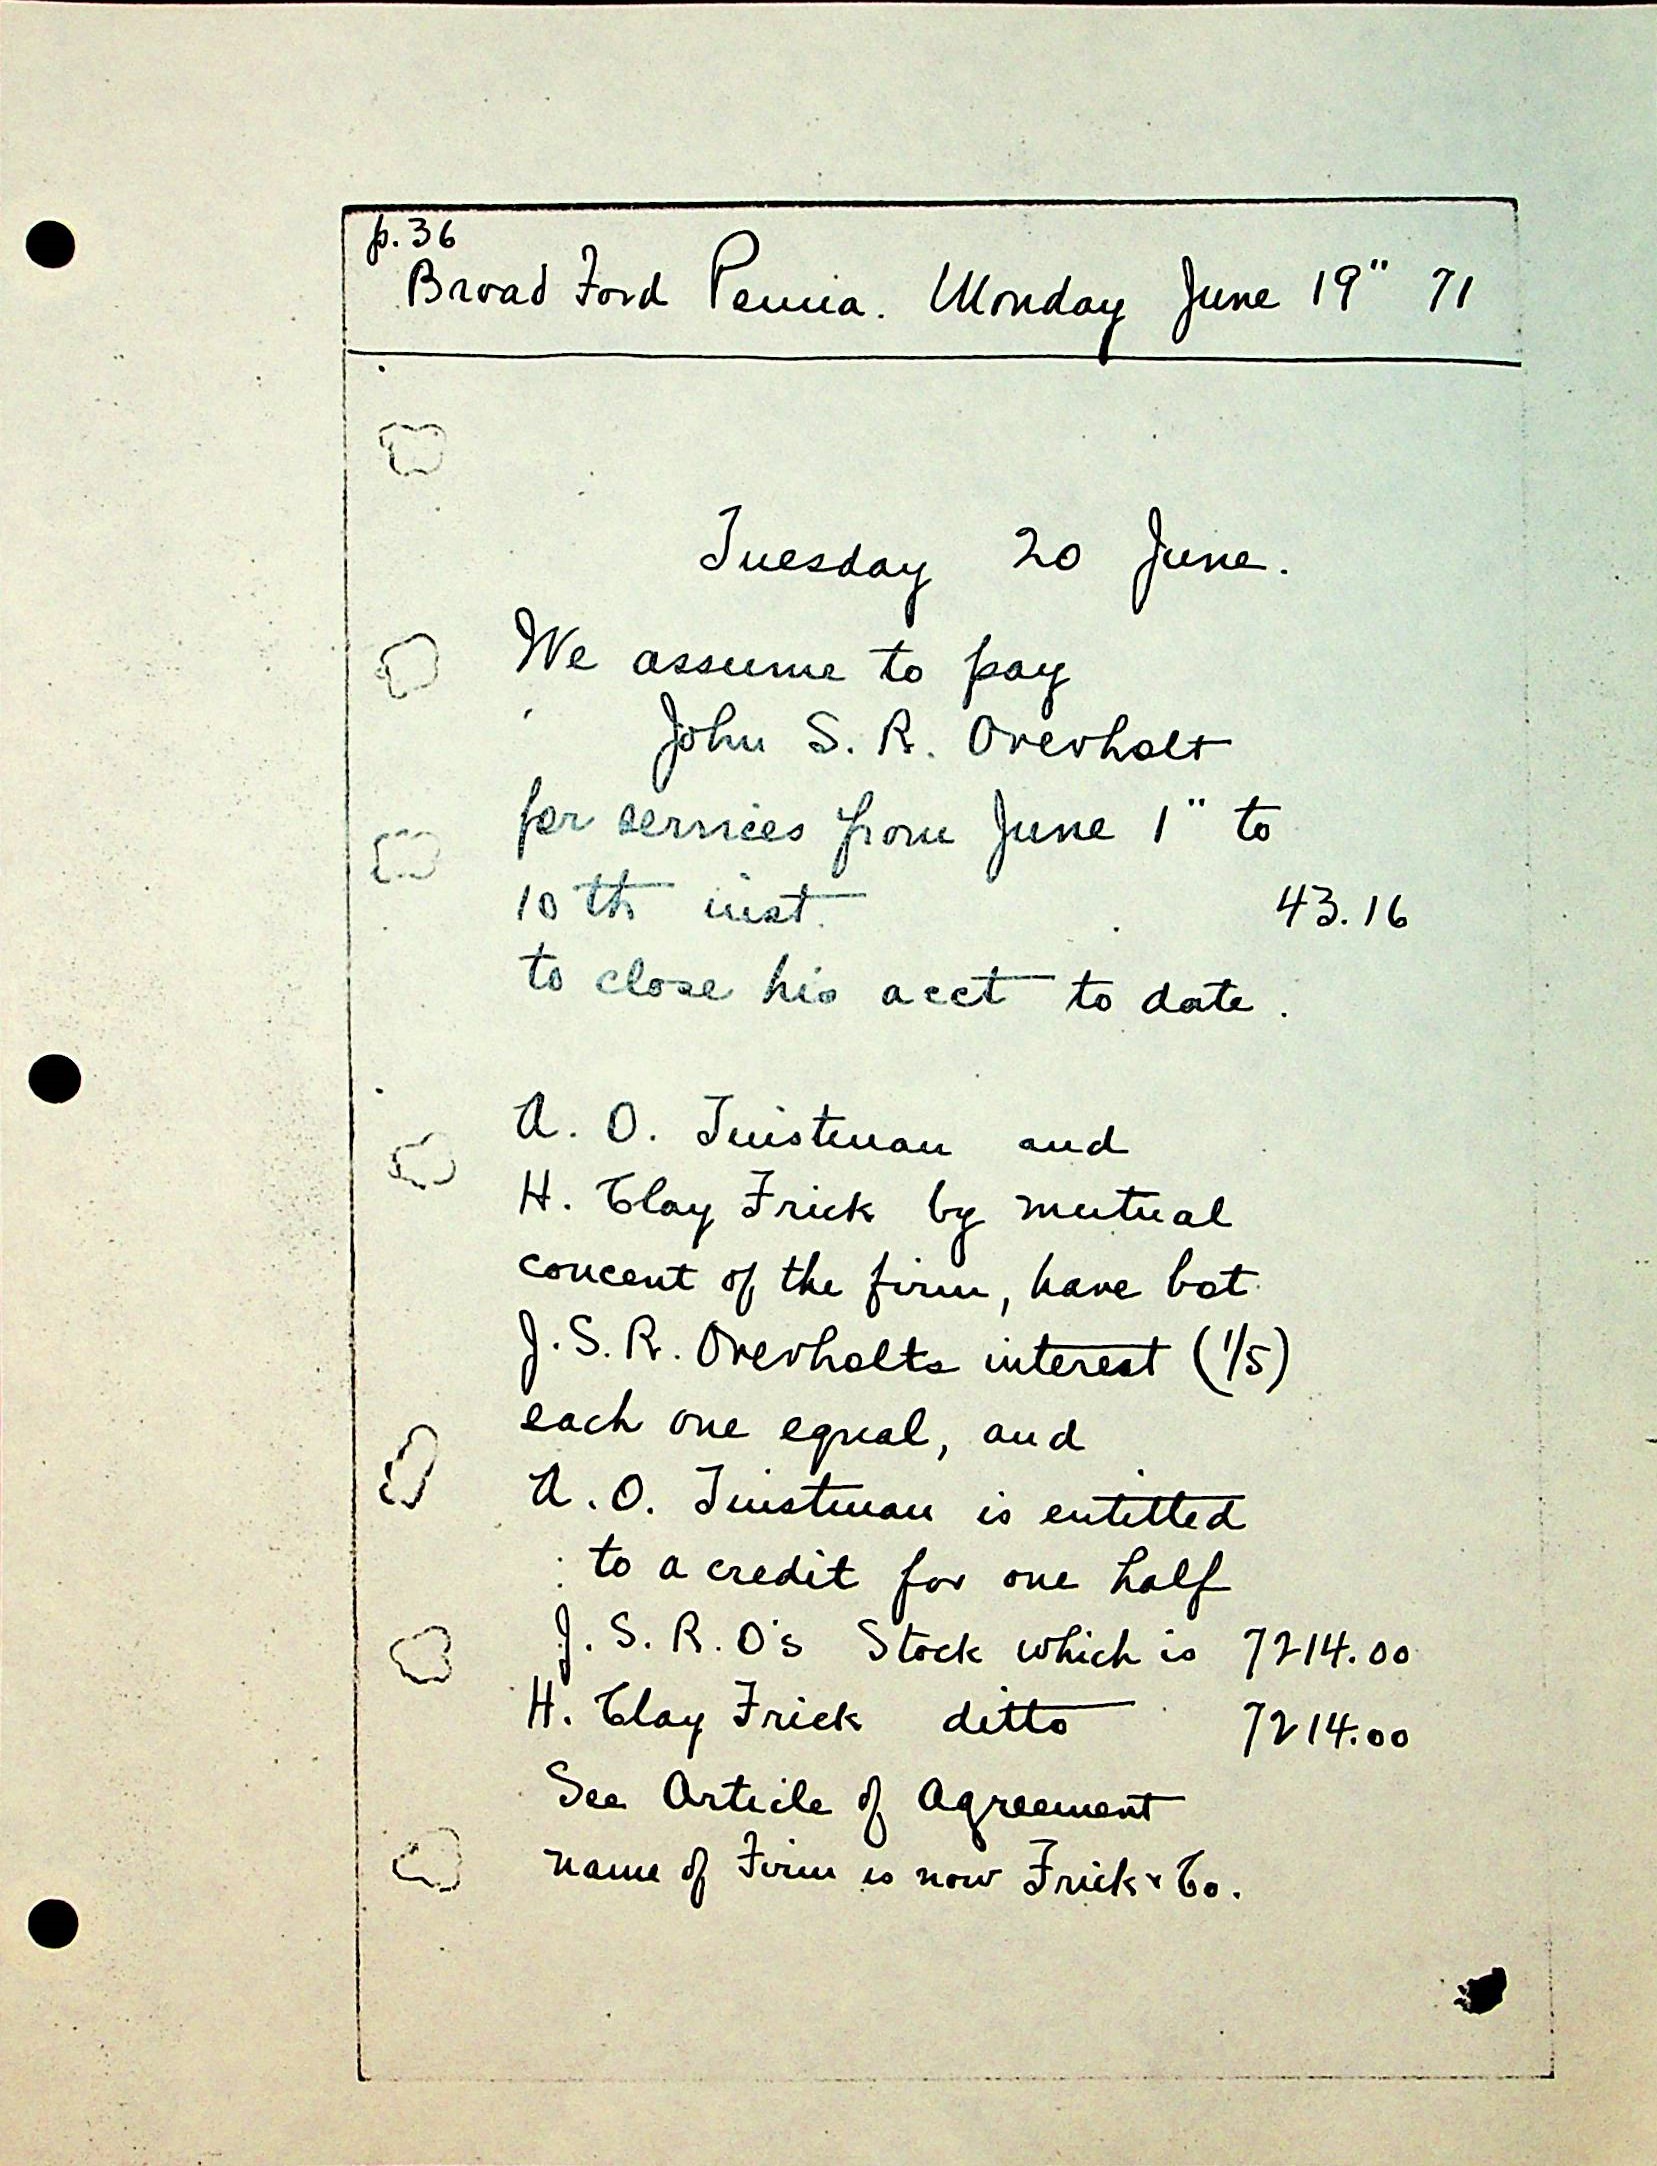 p. 36
Broad Ford Penna. Monday June 19" 71
Tuesday 20 June.
We assume to pay
John S. R. Overholt
for services from June 1" to
10th inst. 43.16
to close his acct to date.
A. O. Tinstman and
H. Clay Frick by mutual
concent of the firm, have bot
J. S. R. Overholts interest (1/5)
each one equal, and
A. O. Tinstman is entitled
to a credit for one half
J. S. R. O's Stock which is 7214.00
H. Clay Frick ditto 7214.00
See Article of Agreement
name of Firm is now Frick & Co.